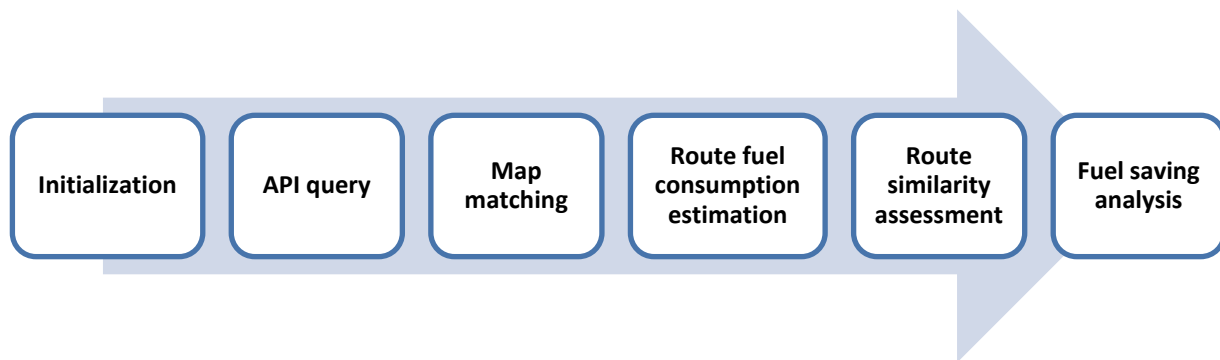 Initialization
API query
Map
matching
Route fuel
consumption
estimation
Route
similarity
assessment
Fuel saving
analysis